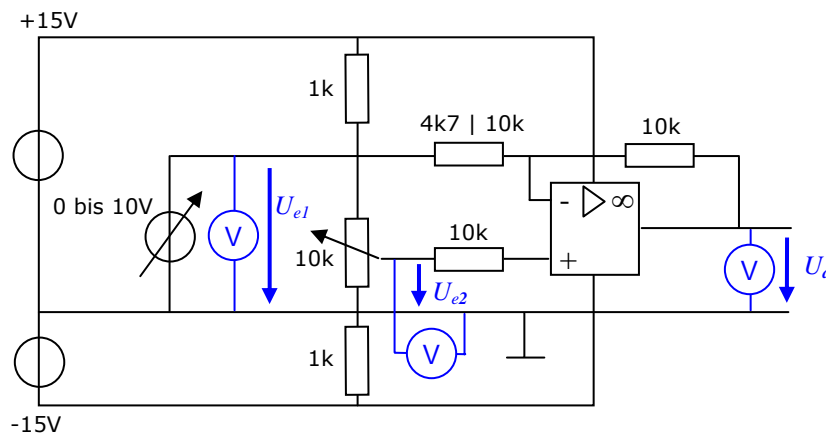 +15V
1k
4k7 | 10k
10k
0 bis 10V
V
Ue1
- ▷ ∞
10k
10k
+
V
Ue2
V
1k
-15V